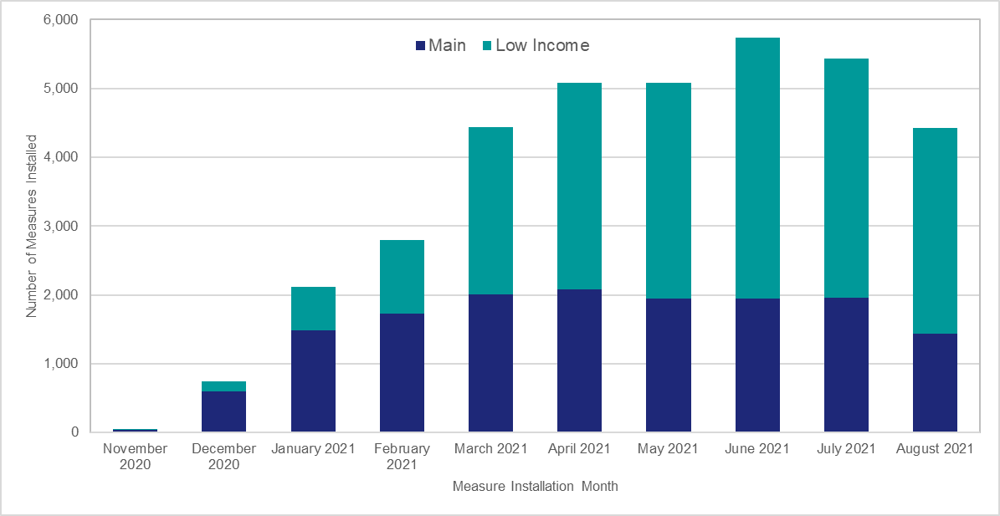 6,000
Main Low Income
5,000
4,000
3,000
2,000
1,000
0
Number of Measures Installed
November
2020
December
2020
January 2021
February
2021
March 2021
April 2021
May 2021
June 2021
July 2021
August 2021
Measure Installation Month